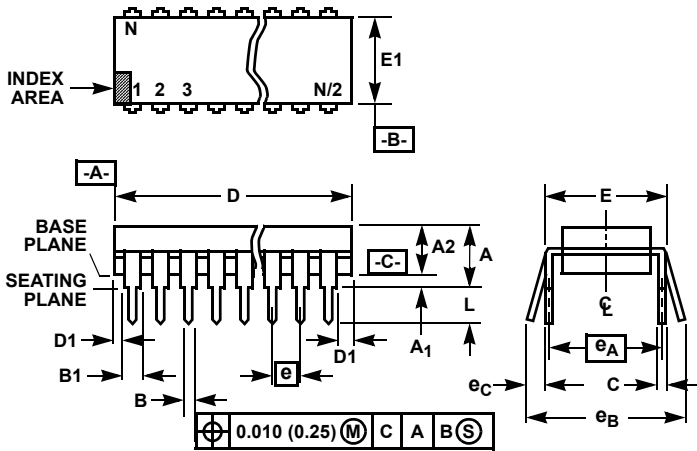 N
INDEX
AREA
1 2 3 N/2
E1
-B-
-A-
D
E
BASE
PLANE
A2
A
-C-
SEATING
PLANE
L
C
L
D1
B1
B
e
D1
A1
eA
eC
C
eB
0.010 (0.25) M C A B S